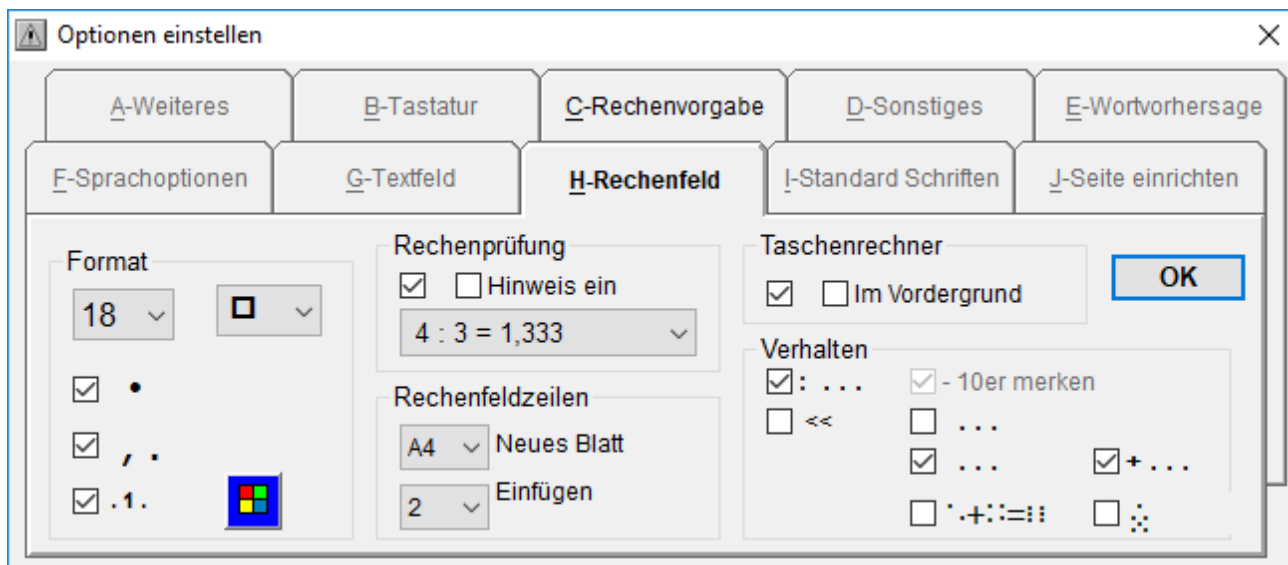 Optionen einstellen
A-Weiteres
B-Tastatur
C-Rechenvorgabe
D-Sonstiges
E-Wortvorhersage
F-Sprachoptionen
G-Textfeld
H-Rechenfeld
I-Standard Schriften
J-Seite einrichten
Format
18
•
, .
.1.
Rechenprüfung
Hinweis ein
4 : 3 = 1,333
Rechenfeldzeilen
A4 Neues Blatt
2 Einfügen
Taschenrechner
Im Vordergrund
OK
Verhalten
: ... - 10er merken
<< ...
... + ...